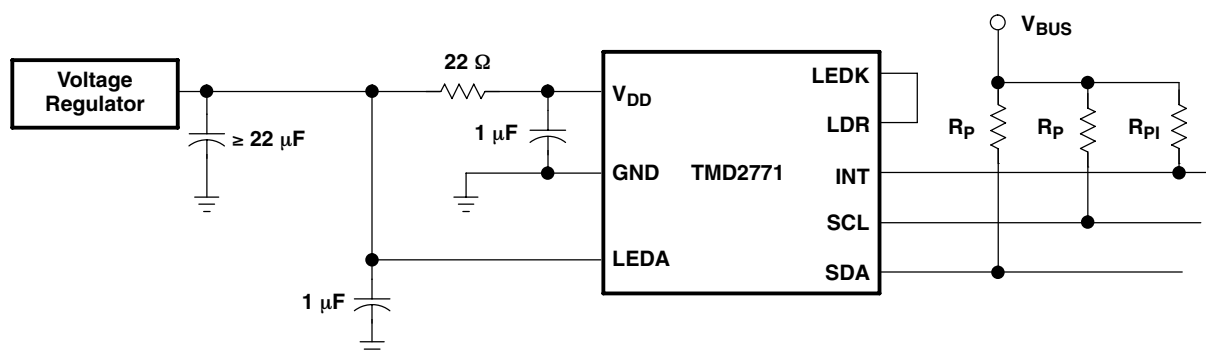 Voltage
Regulator
≥ 22 μF
22 Ω
1 μF
1 μF
V_DD
GND
LEDA
TMD2771
LEDK
LDR
INT
SCL
SDA
V_BUS
R_P
R_P
R_PI